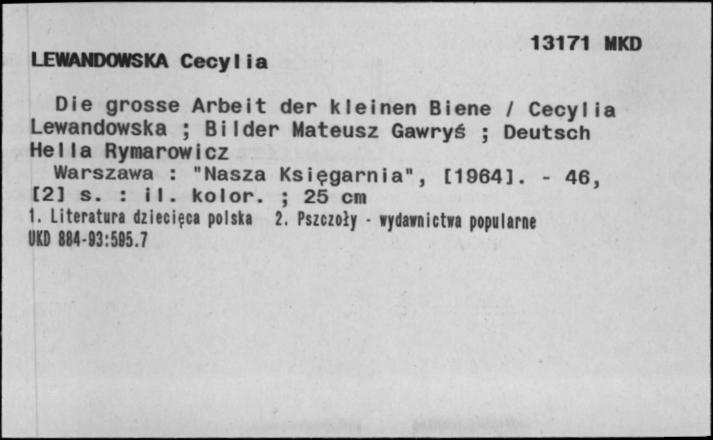 13171 MKD
LEWANDOWSKA Cecylia
Die grosse Arbeit der kleinen Biene / Cecylia
Lewandowska ; Bilder Mateusz Gawryś ; Deutsch
Hella Rymarowicz
Warszawa : "Nasza Księgarnia", [1964]. - 46,
[2] s. : il. kolor. ; 25 cm
1. Literatura dziecięca polska 2. Pszczoły - wydawnictwa popularne
UKD 884-93:595.7